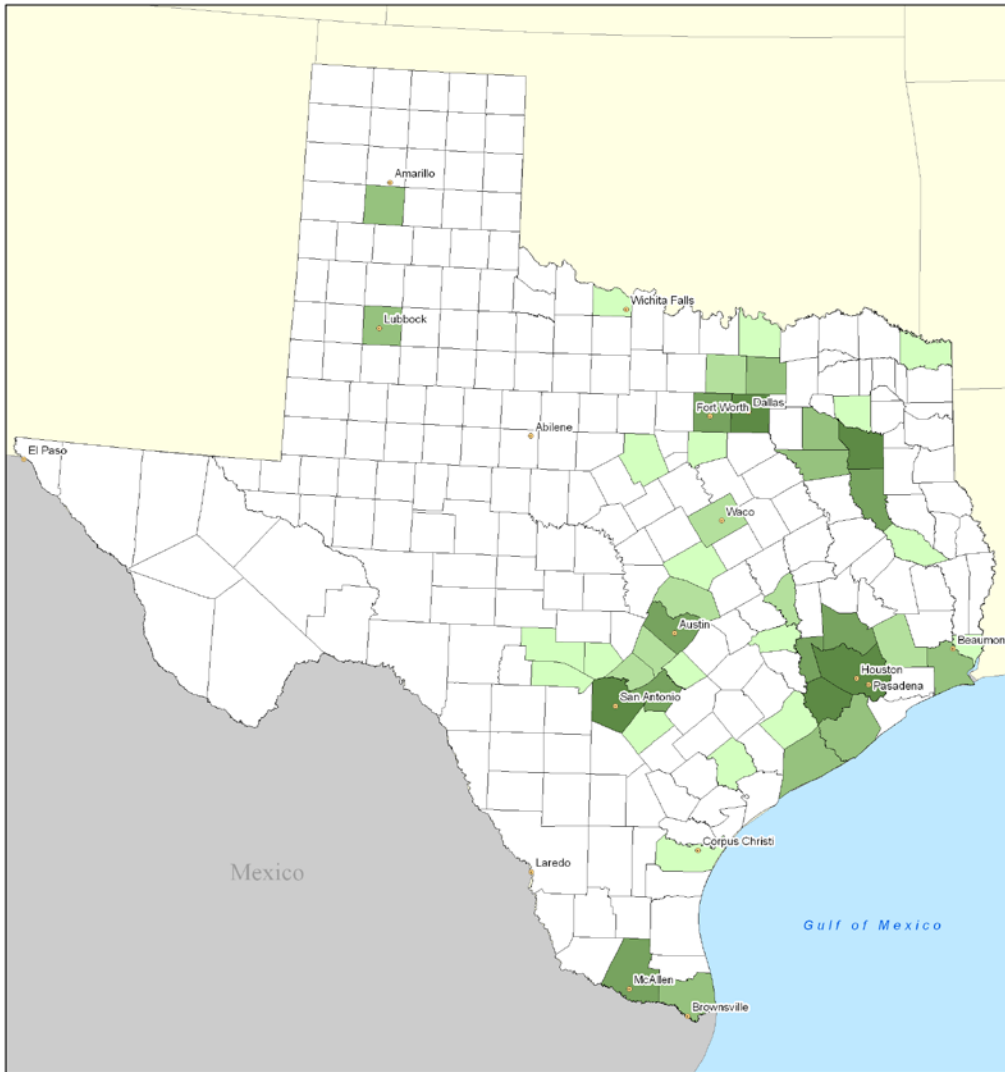 Amarillo
Lubbock
Wichita Falls
Fort Worth
Dallas
Abilene
El Paso
Waco
Austin
Beaumon
Houston
Pasadena
San Antonio
Corpus Christi
Laredo
Mexico
Gulf of Mexico
McAllen
Brownsville